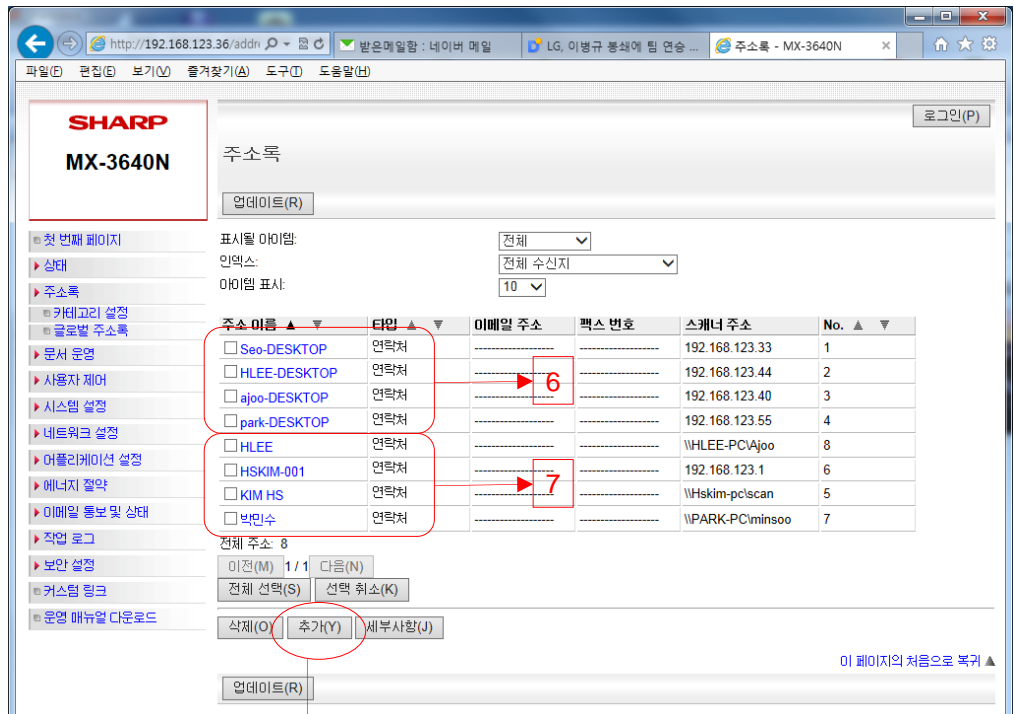 http://192.168.123.36/addr
받은메일함 : 네이버 메일
LG, 이병규 봉쇄에 팀 연승 ...
주소록 - MX-3640N
파일(F) 편집(E) 보기(V) 즐겨찾기(A) 도구(T) 도움말(H)
SHARP
MX-3640N
로그인(P)
주소록
업데이트(R)
첫 번째 페이지
상태
주소록
카테고리 설정
글로벌 주소록
문서 운영
사용자 제어
시스템 설정
네트워크 설정
어플리케이션 설정
에너지 절약
이메일 통보 및 상태
작업 로그
보안 설정
커스텀 링크
운영 매뉴얼 다운로드
표시될 아이템: 전체
인덱스: 전체 수신지
아이템 표시: 10
주소 이름 ▲ ▼ 타입 ▲ ▼ 이메일 주소 팩스 번호 스캐너 주소 No. ▲ ▼
Seo-DESKTOP 연락처 ------------------- ------------------- 192.168.123.33 1
HLEE-DESKTOP 연락처 ------------------- ------------------- 192.168.123.44 2
6
ajoo-DESKTOP 연락처 ------------------- ------------------- 192.168.123.40 3
park-DESKTOP 연락처 ------------------- ------------------- 192.168.123.55 4
HLEE 연락처 ------------------- ------------------- \\HLEE-PC\Ajoo 8
HSKIM-001 연락처 ------------------- ------------------- 192.168.123.1 6
7
KIM HS 연락처 ------------------- ------------------- \\Hskim-pc\scan 5
박민수 연락처 ------------------- ------------------- \\PARK-PC\minsoo 7
전체 주소: 8
이전(M) 1 / 1 다음(N)
전체 선택(S) 선택 취소(K)
삭제(O) 추가(Y) 세부사항(J)
이 페이지의 처음으로 복귀 ▲
업데이트(R)